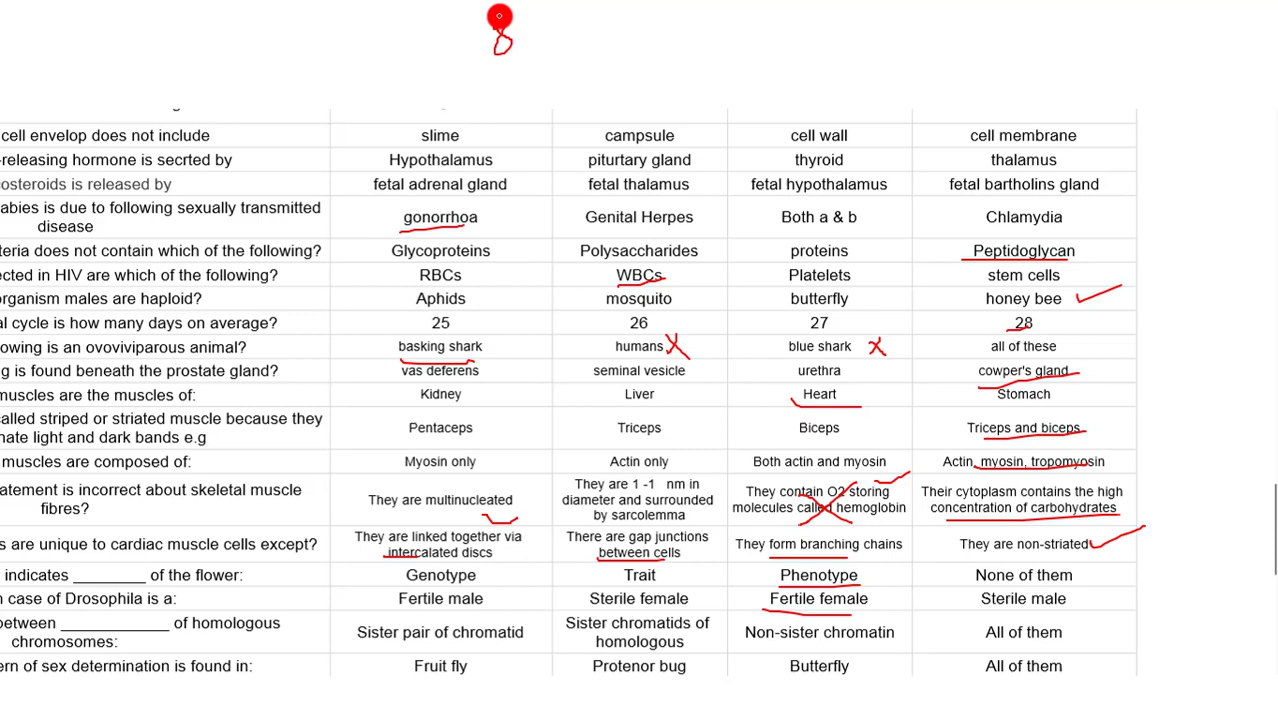 8
cell envelop does not include slime campsule cell wall cell membrane
-releasing hormone is secrted by Hypothalamus piturtary gland thyroid thalamus
costeroids is released by fetal adrenal gland fetal thalamus fetal hypothalamus fetal bartholins gland
abies is due to following sexually transmitted
disease gonorrhoa Genital Herpes Both a & b Chlamydia
teria does not contain which of the following? Glycoproteins Polysaccharides proteins Peptidoglycan
ected in HIV are which of the following? RBCs WBCs Platelets stem cells
organism males are haploid? Aphids mosquito butterfly honey bee
al cycle is how many days on average? 25 26 27 28
owing is an ovoviviparous animal? basking shark humans blue shark all of these
g is found beneath the prostate gland? vas deferens seminal vesicle urethra cowper's gland
muscles are the muscles of: Kidney Liver Heart Stomach
called striped or striated muscle because they
nate light and dark bands e.g Pentaceps Triceps Biceps Triceps and biceps
muscles are composed of: Myosin only Actin only Both actin and myosin Actin, myosin, tropomyosin
atement is incorrect about skeletal muscle
fibres? They are multinucleated They are 1 -1 nm in
diameter and surrounded
by sarcolemma They contain O2 storing
molecules called hemoglobin Their cytoplasm contains the high
concentration of carbohydrates
s are unique to cardiac muscle cells except? They are linked together via
intercalated discs There are gap junctions
between cells They form branching chains They are non-striated
indicates ________ of the flower: Genotype Trait Phenotype None of them
n case of Drosophila is a: Fertile male Sterile female Fertile female Sterile male
between ____________ of homologous
chromosomes: Sister pair of chromatid Sister chromatids of
homologous Non-sister chromatin All of them
ern of sex determination is found in: Fruit fly Protenor bug Butterfly All of them